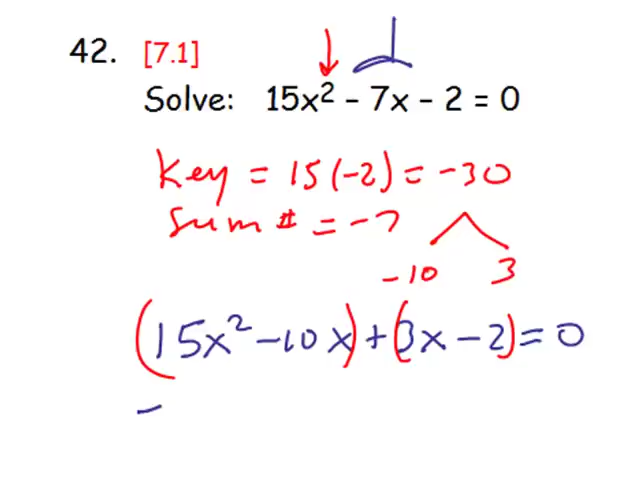 42. [7.1]
Solve: 15x² - 7x - 2 = 0
Key = 15(-2) = -30
Sum # = -7
-10 3
(15x² - 10x) + (3x - 2) = 0